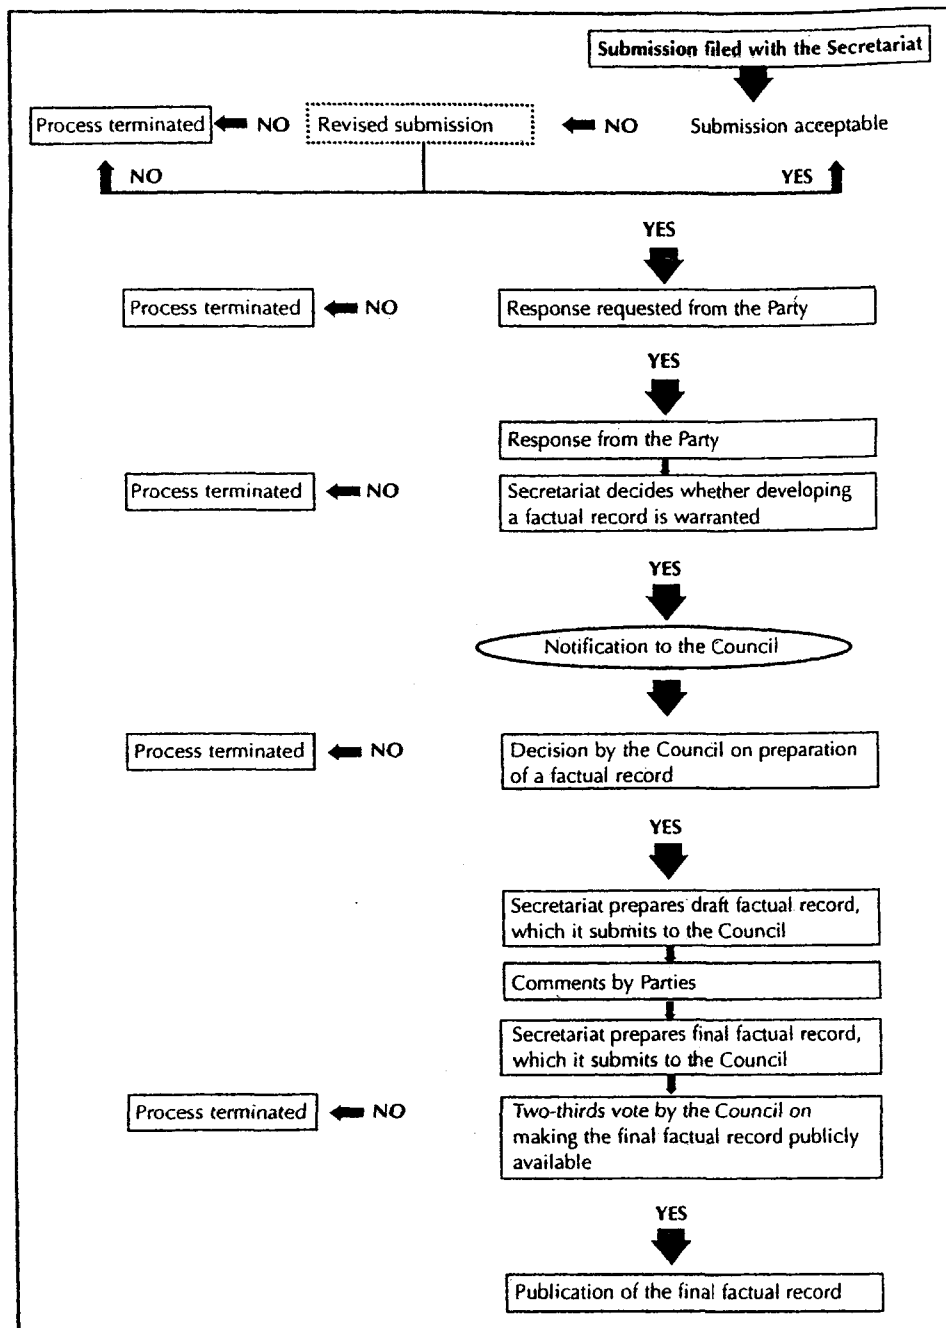 Submission filed with the Secretariat
Process terminated NO Revised submission NO Submission acceptable
NO YES
YES
Process terminated NO Response requested from the Party
YES
Response from the Party
Process terminated NO Secretariat decides whether developing
a factual record is warranted
YES
Notification to the Council
Process terminated NO Decision by the Council on preparation
of a factual record
YES
Secretariat prepares draft factual record,
which it submits to the Council
Comments by Parties
Secretariat prepares final factual record,
which it submits to the Council
Process terminated NO Two-thirds vote by the Council on
making the final factual record publicly
available
YES
Publication of the final factual record